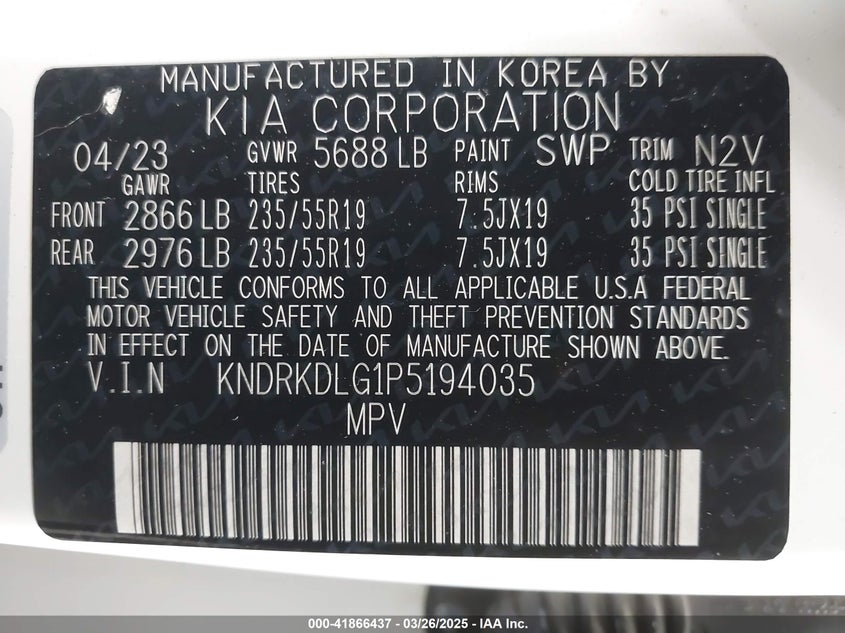 MANUFACTURED IN KOREA BY
KIA CORPORATION
04/23 GVWR 5688 LB PAINT SWP TRIM N2V
GAWR TIRES RIMS COLD TIRE INFL
FRONT 2866 LB 235/55R19 7.5JX19 35 PSI SINGLE
REAR 2976 LB 235/55R19 7.5JX19 35 PSI SINGLE
THIS VEHICLE CONFORMS TO ALL APPLICABLE U.S.A FEDERAL
MOTOR VEHICLE SAFETY AND THEFT PREVENTION STANDARDS
IN EFFECT ON THE DATE OF MANUFACTURE SHOWN ABOVE.
V.I.N KNDRKDLG1P5194035
MPV
000-41866437 - 03/26/2025 - IAA Inc.